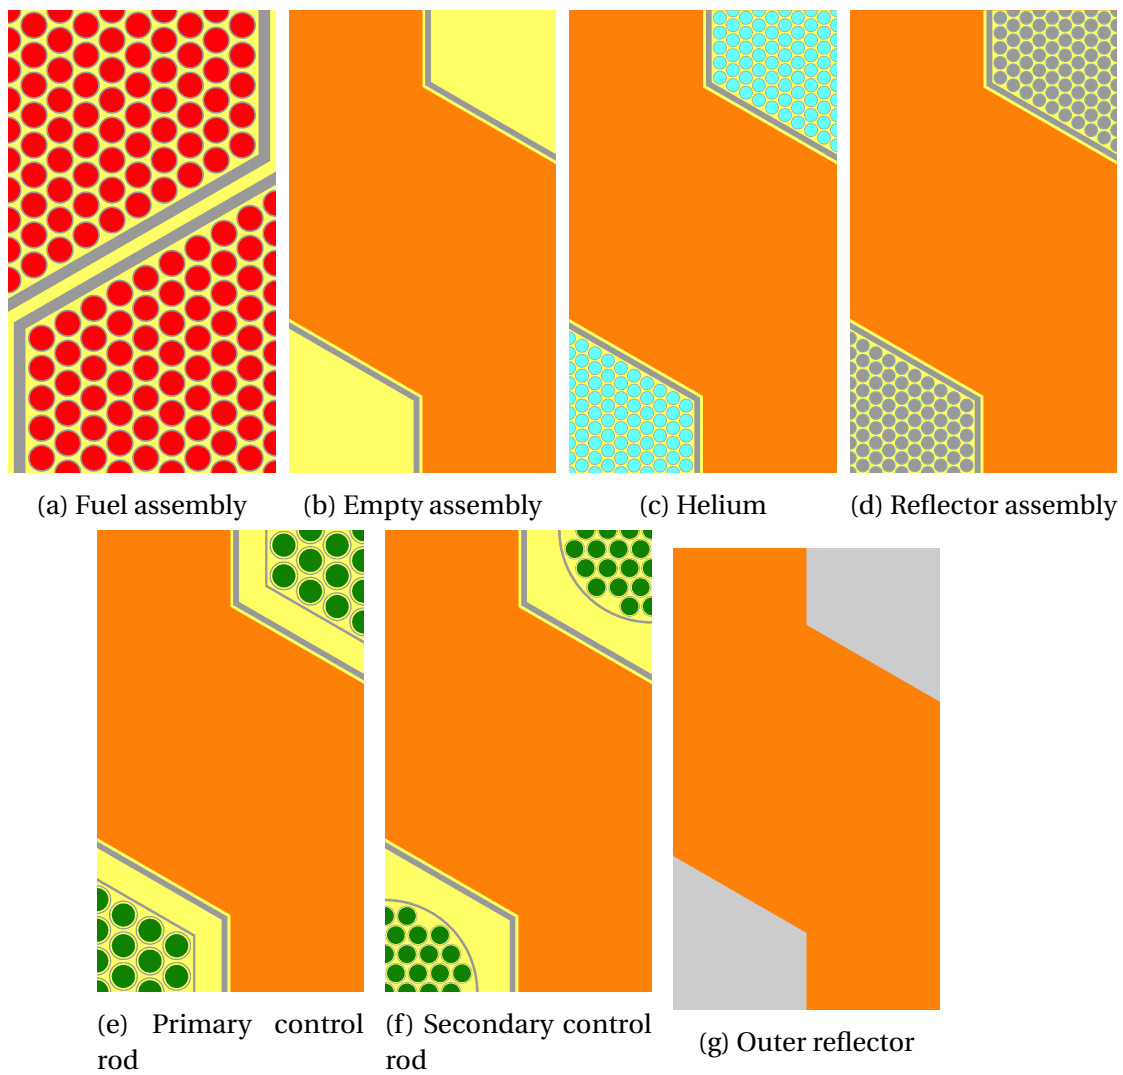 (a) Fuel assembly
(b) Empty assembly
(c) Helium
(d) Reflector assembly
(e) Primary control
rod
(f) Secondary control
rod
(g) Outer reflector